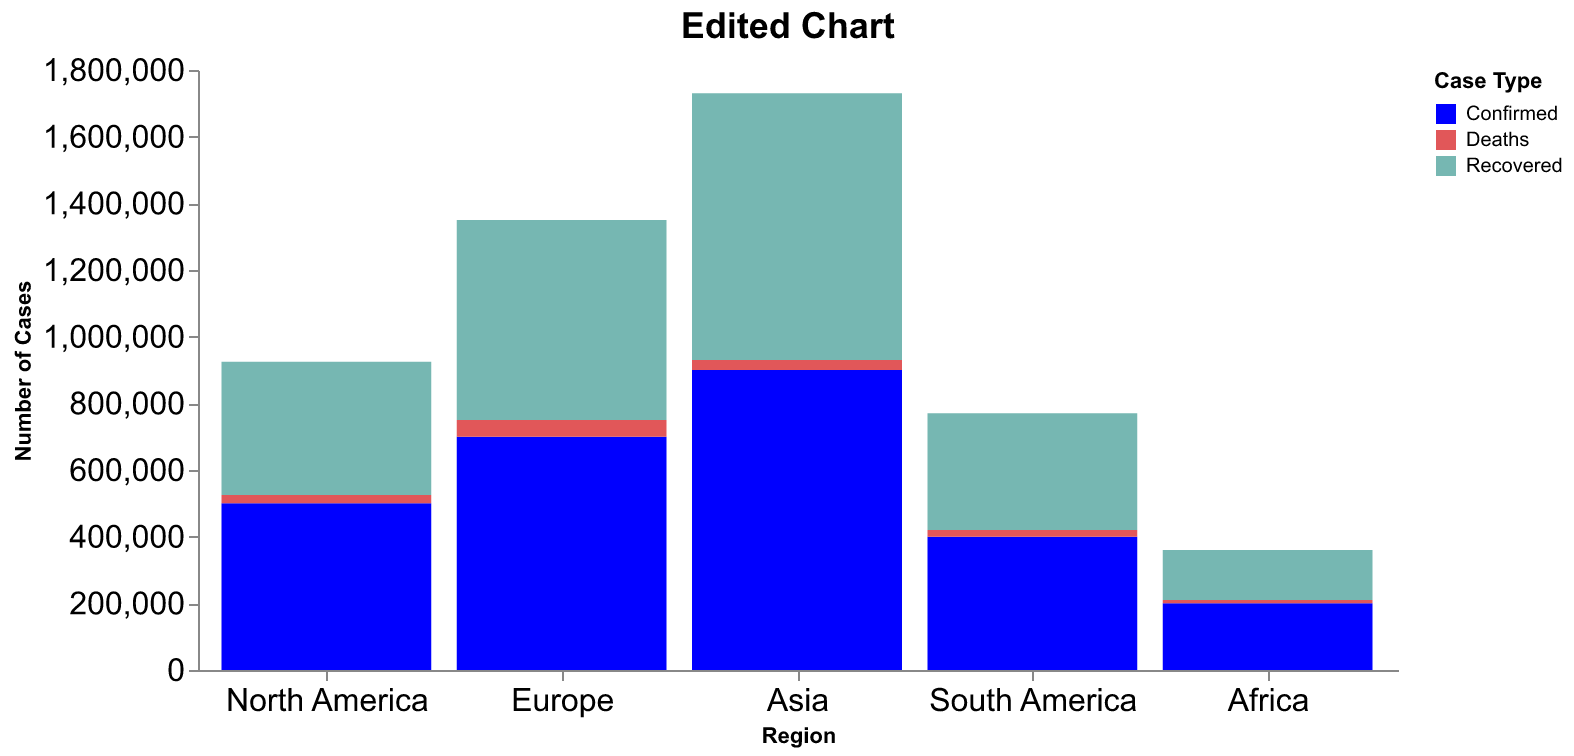 Edited Chart
1,800,000
1,600,000
1,400,000
1,200,000
1,000,000
800,000
600,000
400,000
200,000
0
Number of Cases
North America
Europe
Asia
South America
Africa
Region
Case Type
Confirmed
Deaths
Recovered